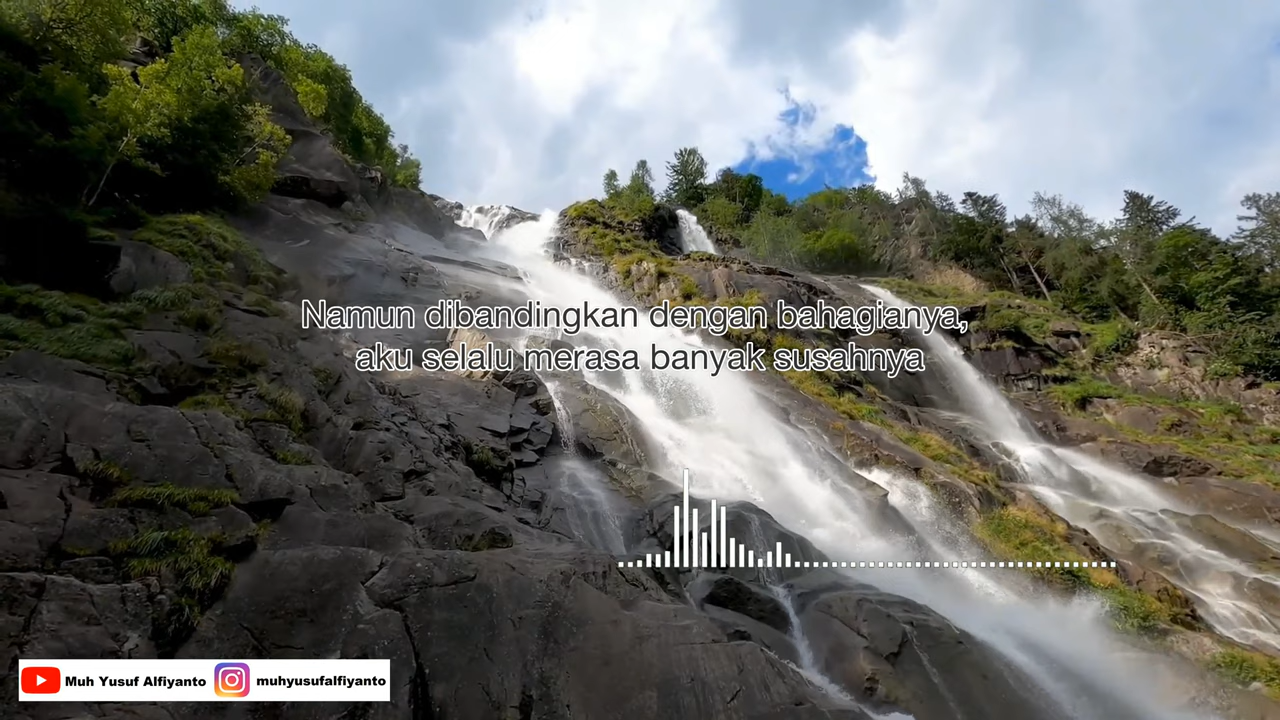 Namun dibandingkan dengan bahagianya,
aku selalu merasa banyak susahnya
Muh Yusuf Alfiyanto muhyusufalfiyanto